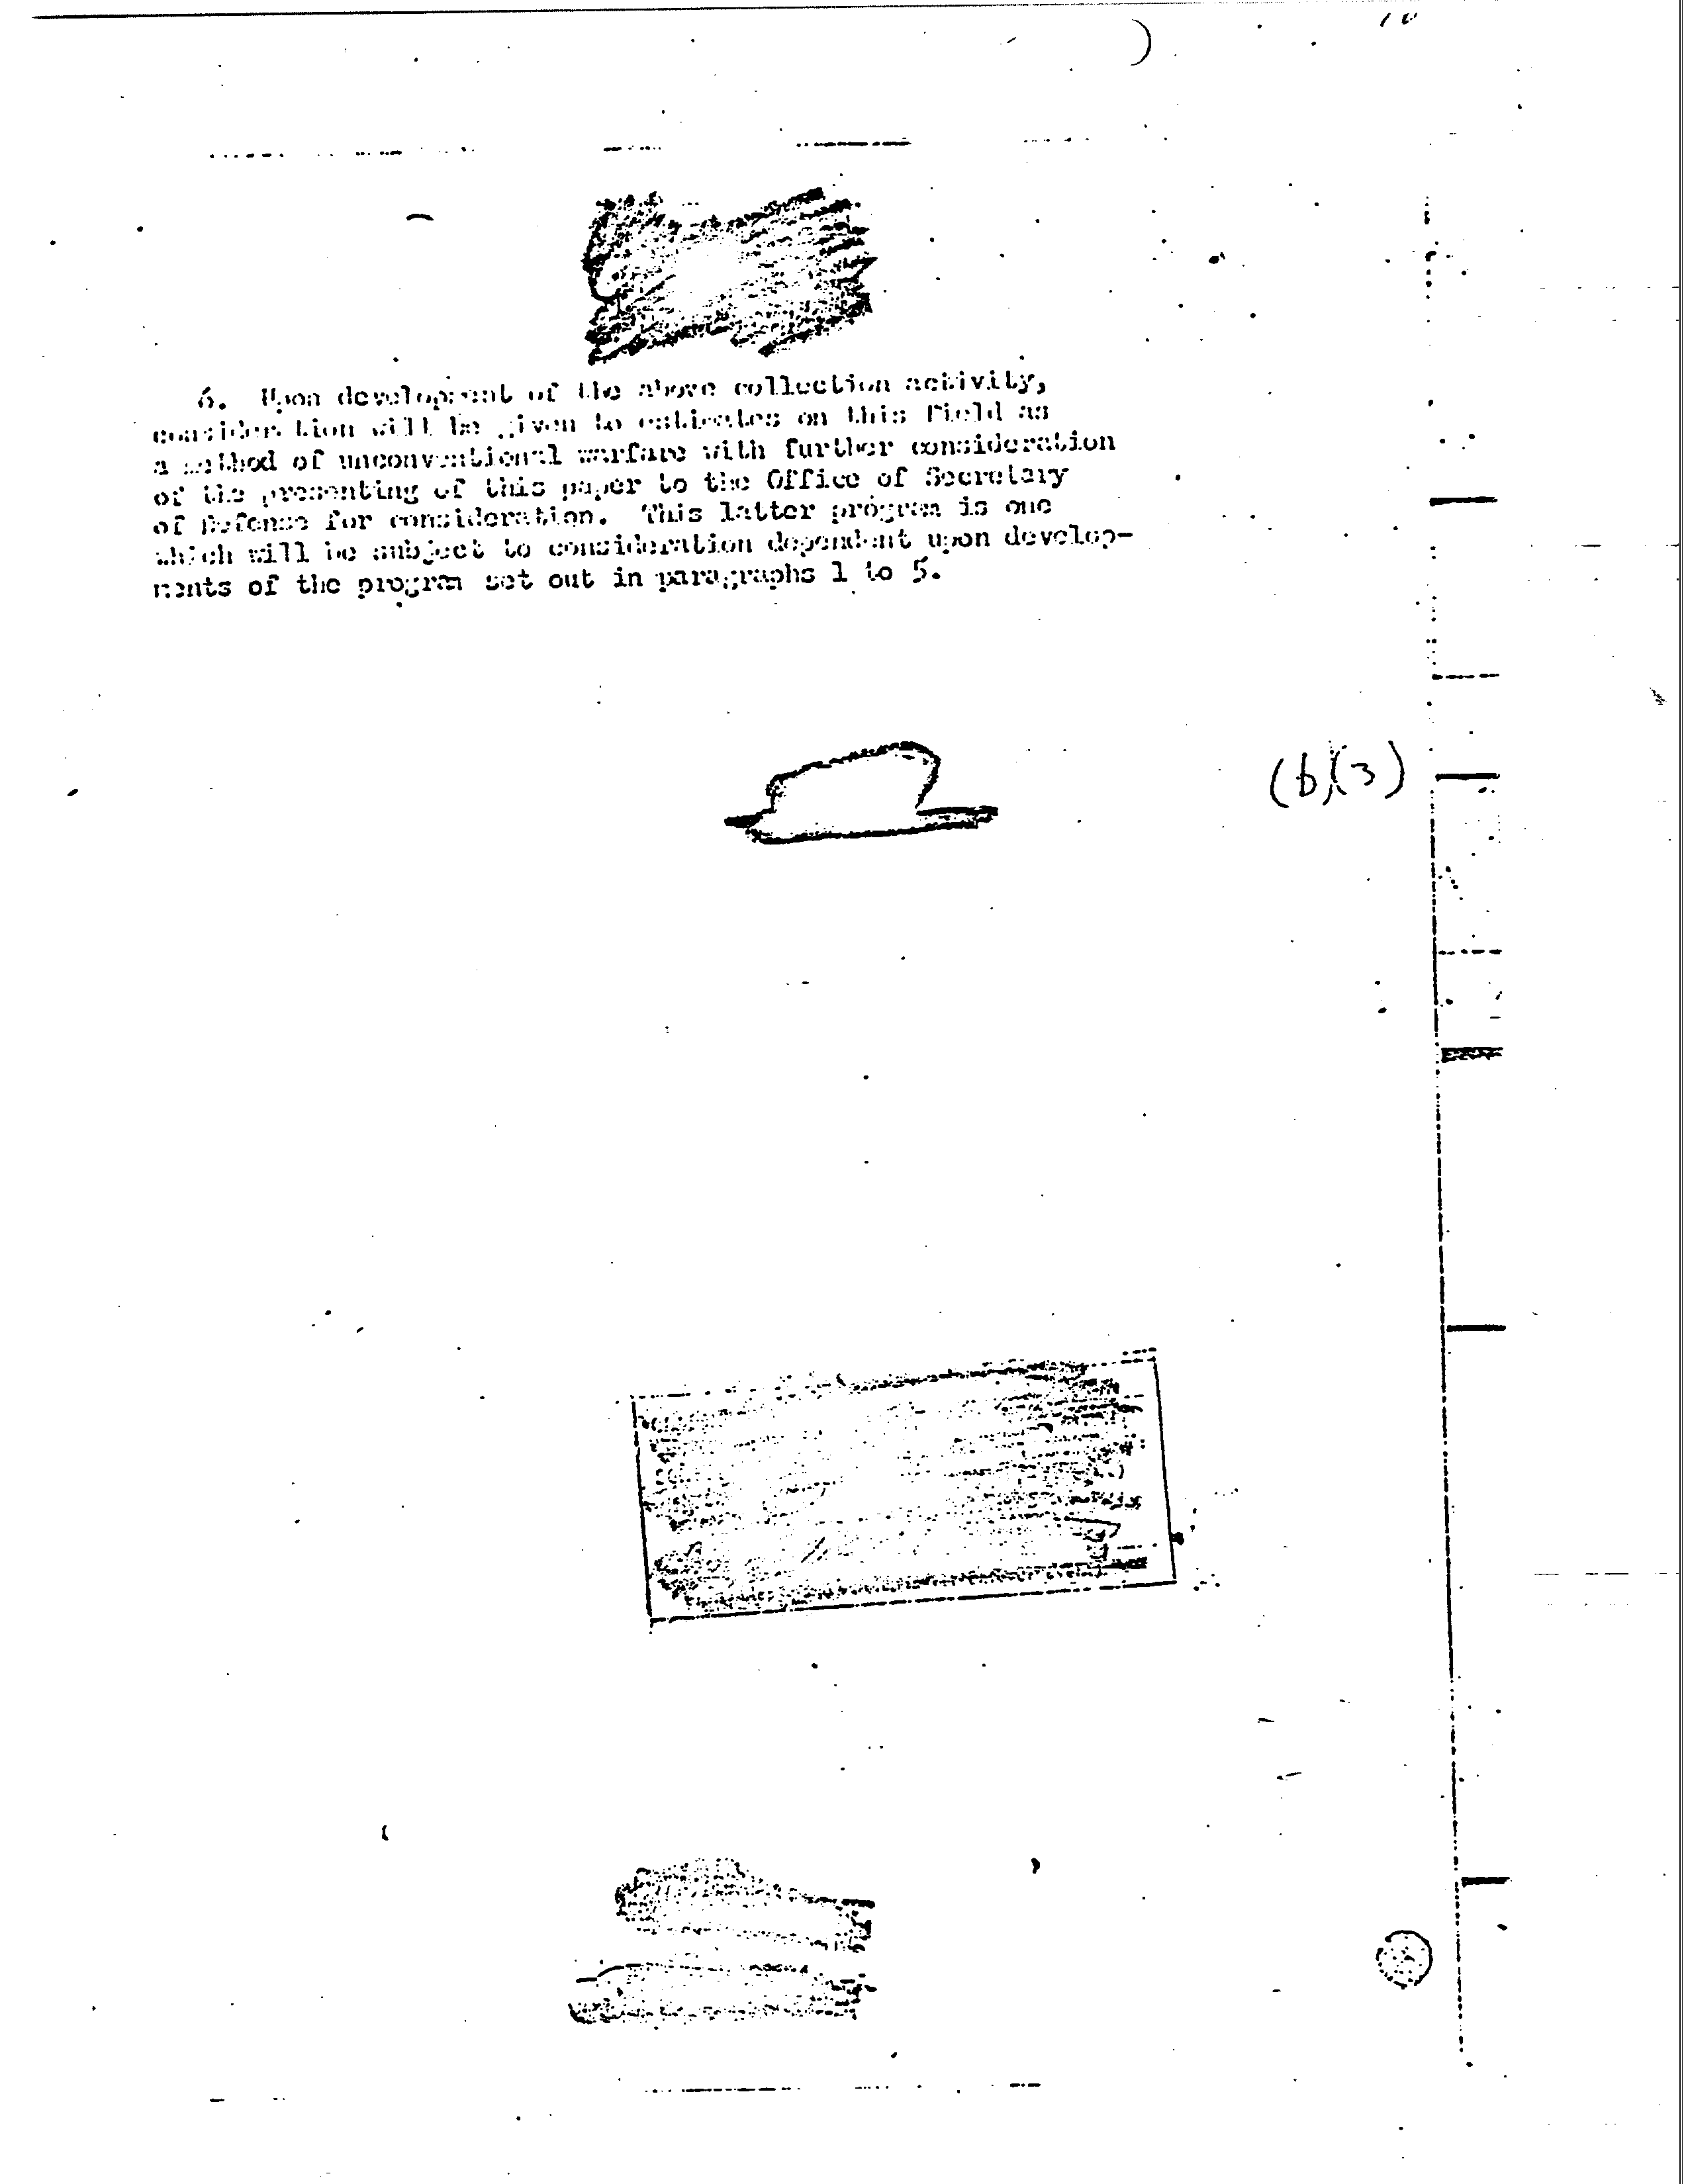 6. Upon development of the above collection activity,
consideration will be given to estimates on this field as
a method of unconventional warfare with further consideration
of the presenting of this paper to the Office of Secretary
of Defense for consideration. This latter program is one
which will be subject to consideration dependent upon develop-
ments of the program set out in paragraphs 1 to 5.
(b)(3)